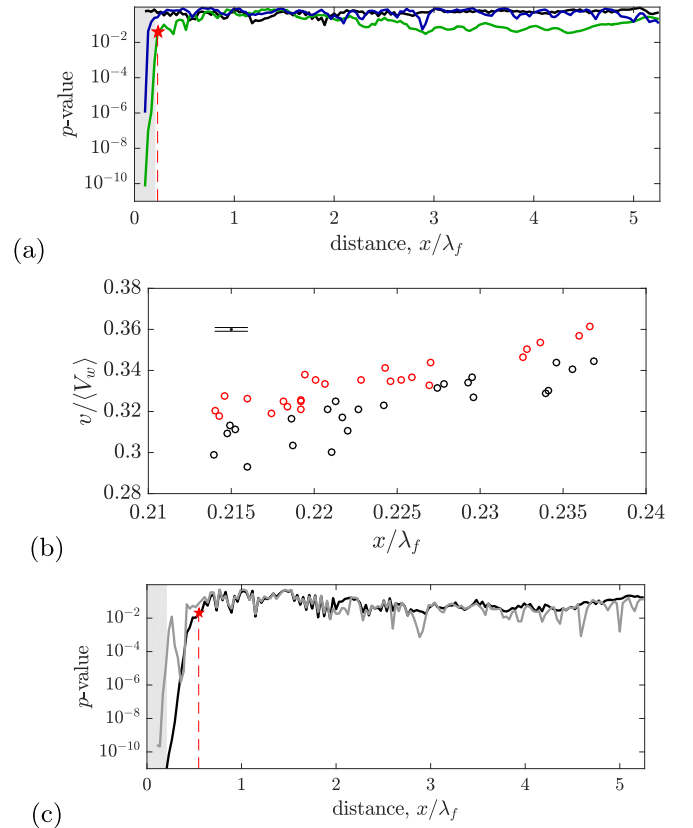 10^{-2}
10^{-4}
10^{-6}
10^{-8}
10^{-10}
p-value
0 1 2 3 4 5
distance, x/λ_f
(a)
0.38
0.36
0.34
0.32
0.3
0.28
v/⟨V_w⟩
0.21 0.215 0.22 0.225 0.23 0.235 0.24
x/λ_f
(b)
10^{-2}
10^{-4}
10^{-6}
10^{-8}
10^{-10}
p-value
0 1 2 3 4 5
distance, x/λ_f
(c)